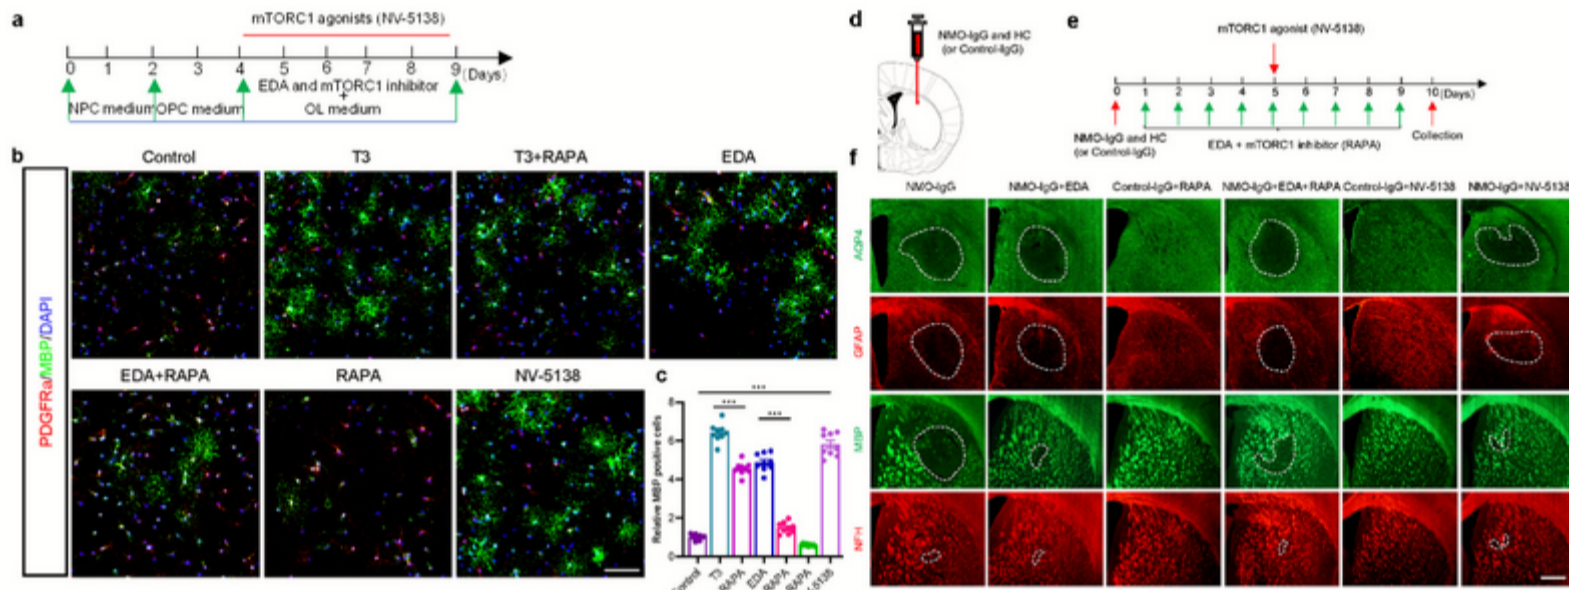 a
mTORC1 agonists (NV-5138)
0 1 2 3 4 5 6 7 8 9 (Days)
NPC medium OPC medium EDA and mTORC1 inhibitor
+
OL medium
b
Control T3 T3+RAPA EDA
PDGFRa/MBP/DAPI
EDA+RAPA RAPA NV-5138
c
***
*** ***
Relative MBP positive cells
8
6
4
2
0
Control T3 RAPA EDA RAPA RAPA V-5138
d
NMO-IgG and HC
(or Control-IgG)
e
mTORC1 agonist (NV-5138)
0 1 2 3 4 5 6 7 8 9 10 (Days)
NMO-IgG and HC
(or Control-IgG)
EDA + mTORC1 inhibitor (RAPA)
Collection
f
NMO-IgG NMO-IgG+EDA Control-IgG+RAPA NMO-IgG+EDA+RAPA Control-IgG+NV-5138 NMO-IgG+NV-5138
AQP4
GFAP
MBP
NFH